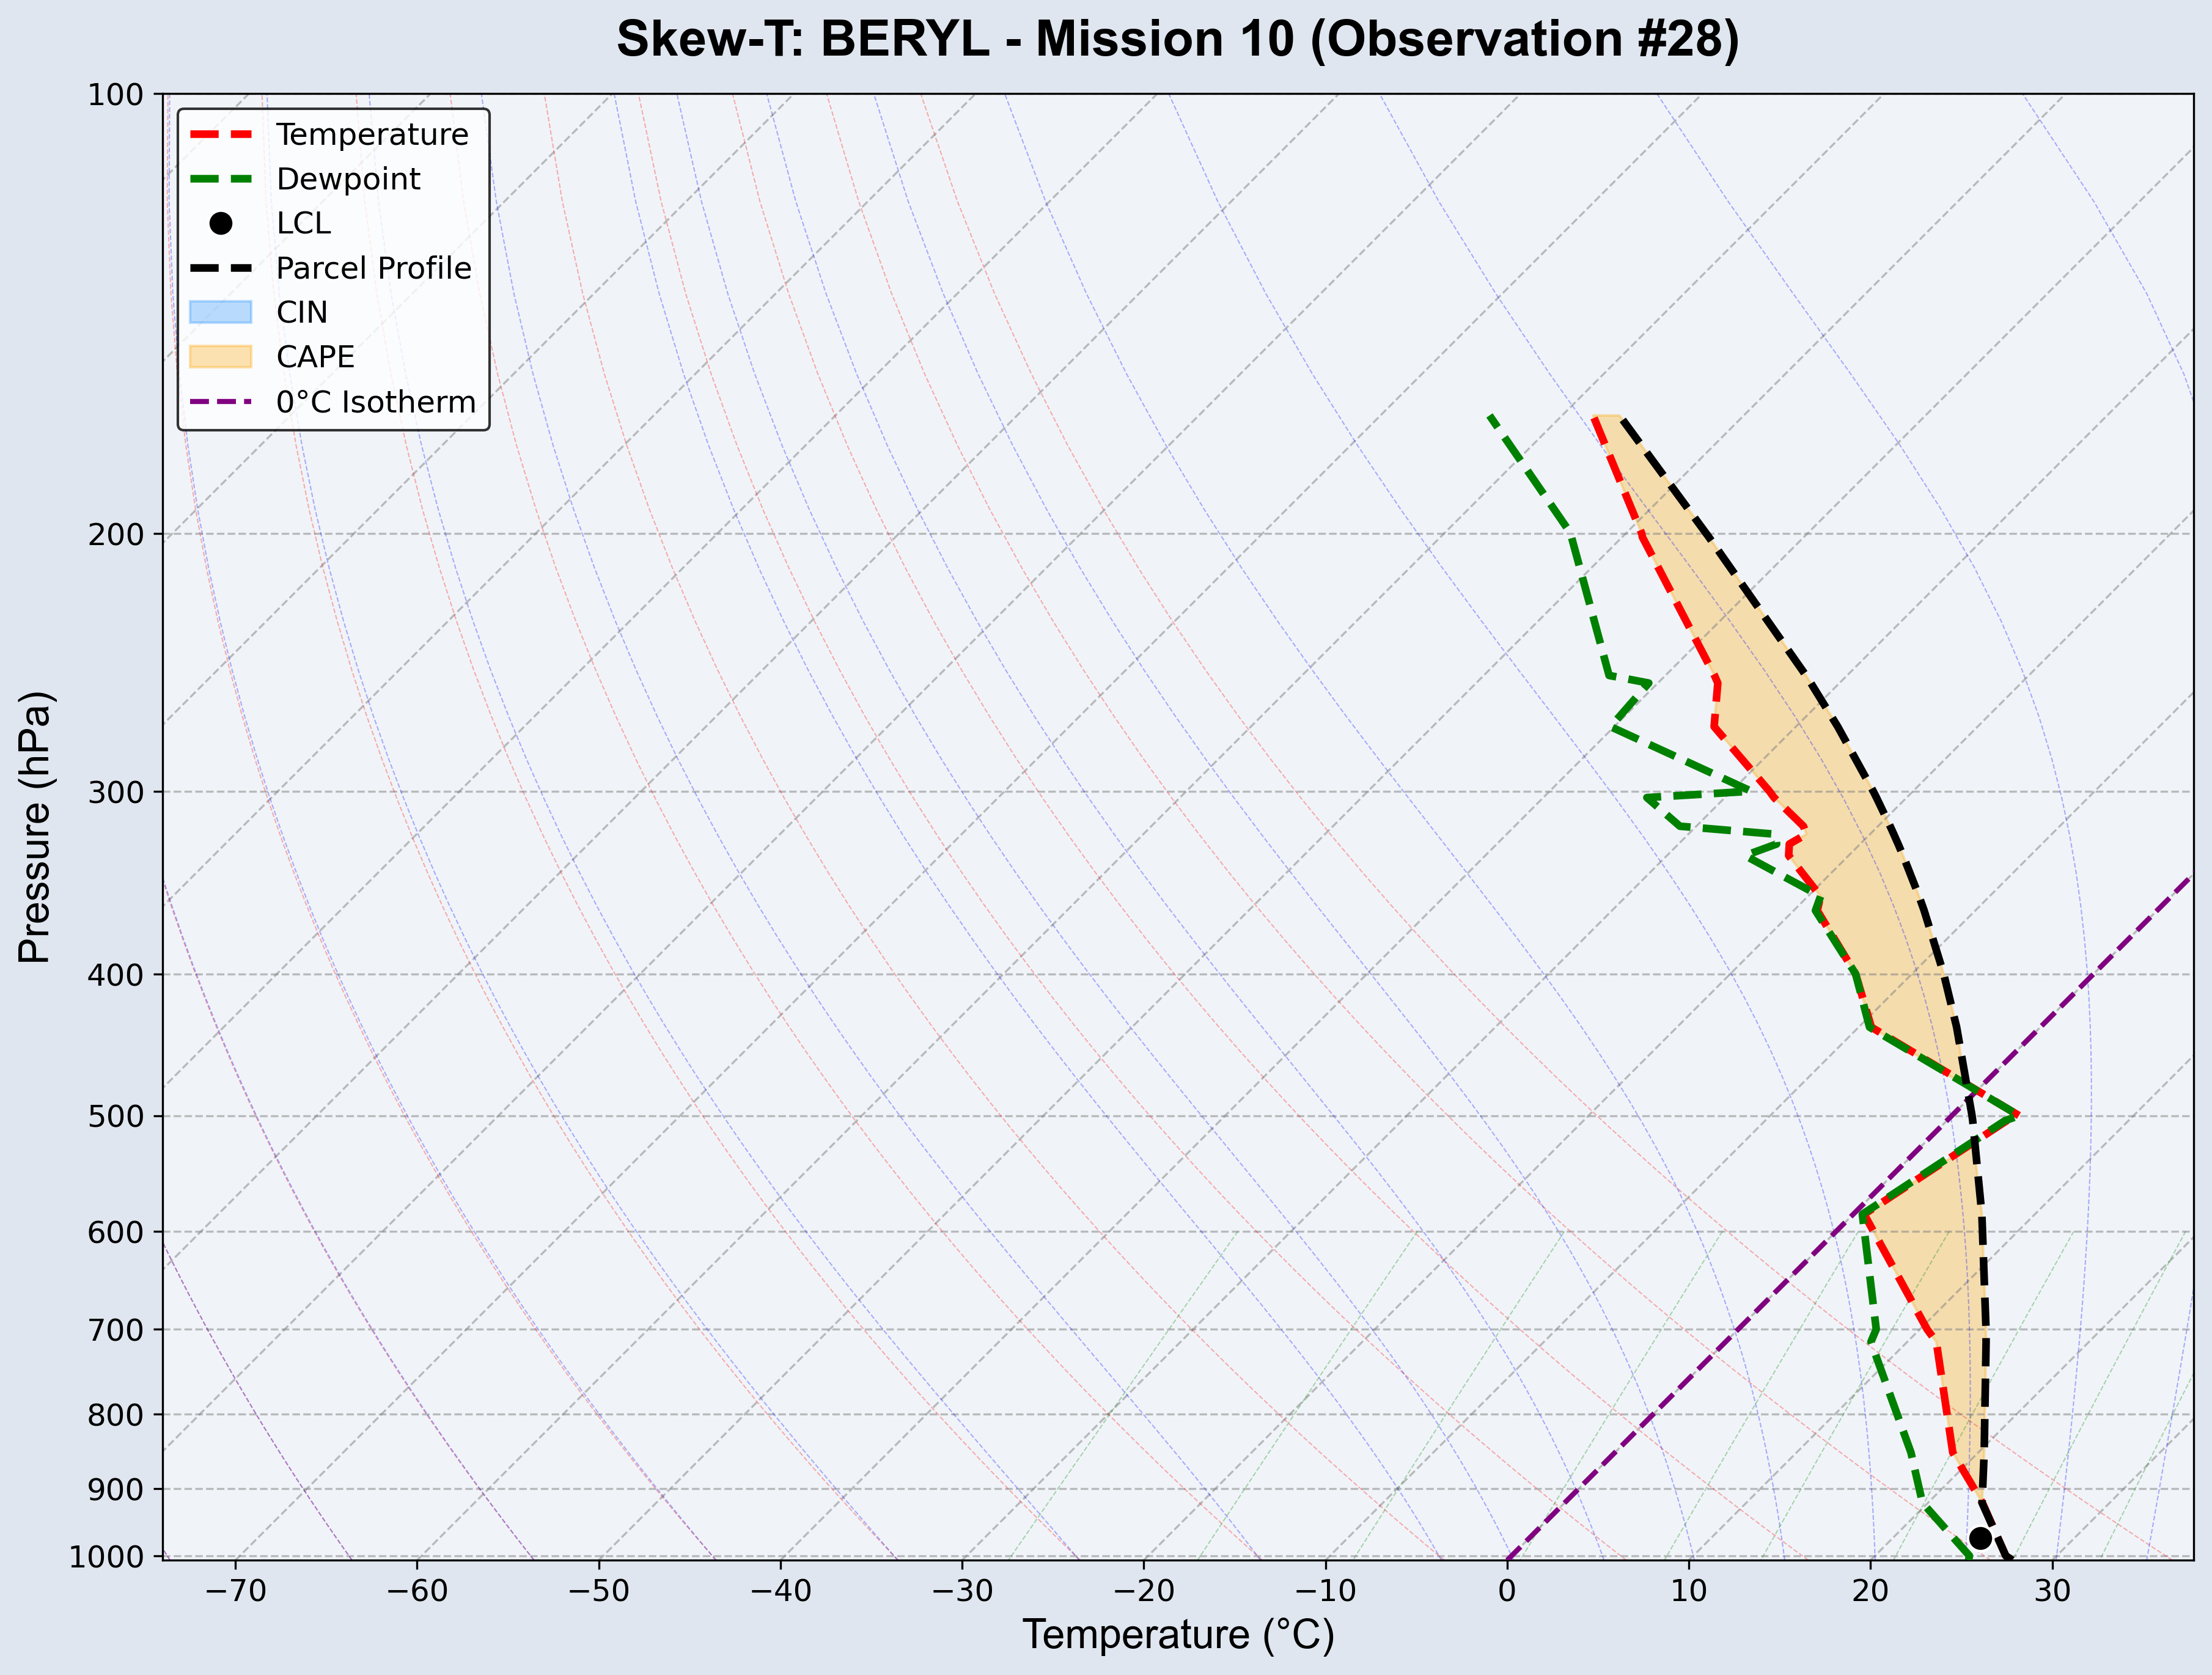 Skew-T: BERYL - Mission 10 (Observation #28)
Temperature
Dewpoint
LCL
Parcel Profile
CIN
CAPE
0°C Isotherm
Pressure (hPa)
100
200
300
400
500
600
700
800
900
1000
−70 −60 −50 −40 −30 −20 −10 0 10 20 30
Temperature (°C)